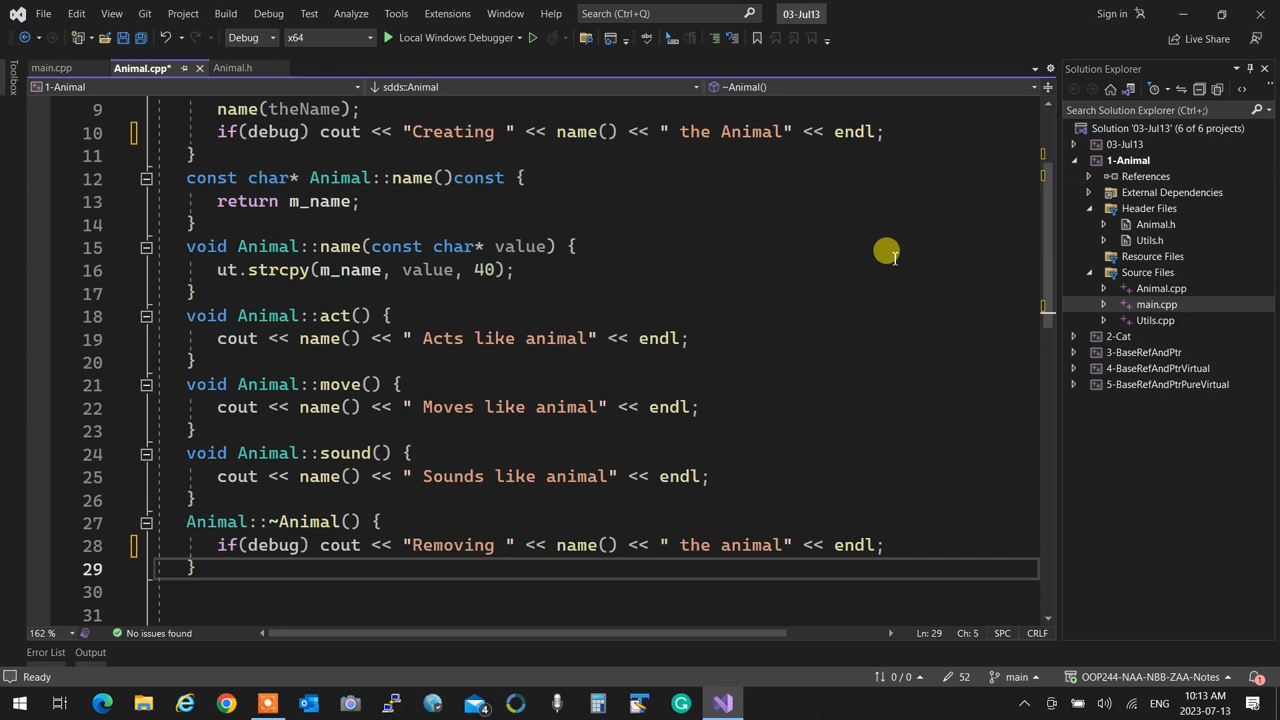 File Edit View Git Project Build Debug Test Analyze Tools Extensions Window Help Search (Ctrl+Q) 03-Jul13 Sign in
Debug x64 Local Windows Debugger Live Share
Toolbox
main.cpp Animal.cpp* Animal.h
1-Animal sdds::Animal ~Animal()
9 name(theName);
10 if(debug) cout << "Creating " << name() << " the Animal" << endl;
11 }
12 const char* Animal::name()const {
13 return m_name;
14 }
15 void Animal::name(const char* value) {
16 ut.strcpy(m_name, value, 40);
17 }
18 void Animal::act() {
19 cout << name() << " Acts like animal" << endl;
20 }
21 void Animal::move() {
22 cout << name() << " Moves like animal" << endl;
23 }
24 void Animal::sound() {
25 cout << name() << " Sounds like animal" << endl;
26 }
27 Animal::~Animal() {
28 if(debug) cout << "Removing " << name() << " the animal" << endl;
29 }
30
31
162 % No issues found Ln: 29 Ch: 5 SPC CRLF
Error List Output
Solution Explorer
Search Solution Explorer (Ctrl+;)
Solution '03-Jul13' (6 of 6 projects)
03-Jul13
1-Animal
References
External Dependencies
Header Files
Animal.h
Utils.h
Resource Files
Source Files
Animal.cpp
main.cpp
Utils.cpp
2-Cat
3-BaseRefAndPtr
4-BaseRefAndPtrVirtual
5-BaseRefAndPtrPureVirtual
Ready 0 / 0 52 main OOP244-NAA-NBB-ZAA-Notes 1
4 ENG 10:13 AM
2023-07-13